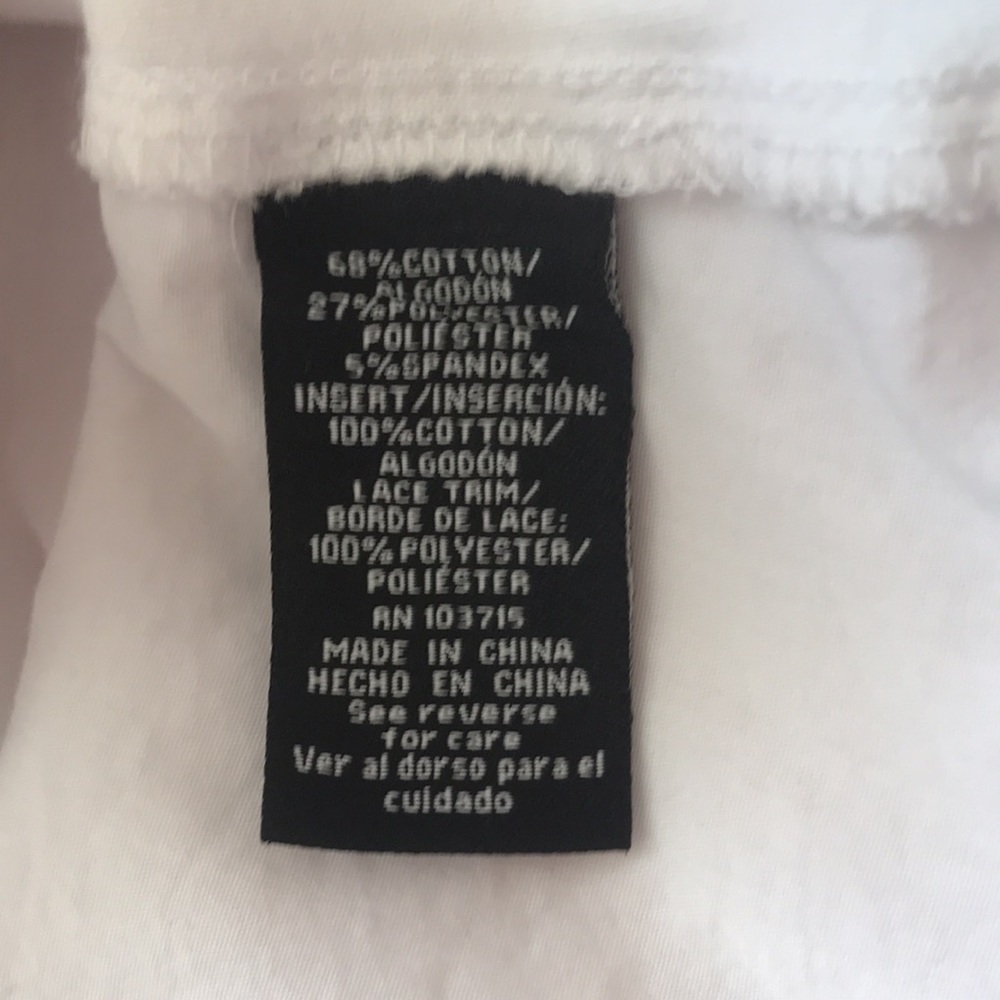 68%COTTON/
ALGODÓN
27%POLYESTER/
POLIÉSTER
5%SPANDEX
INSERT/INSERCIÓN:
100%COTTON/
ALGODÓN
LACE TRIM/
BORDE DE LACE:
100%POLYESTER/
POLIÉSTER
RN 103715
MADE IN CHINA
HECHO EN CHINA
See reverse
for care
Ver al dorso para el
cuidado